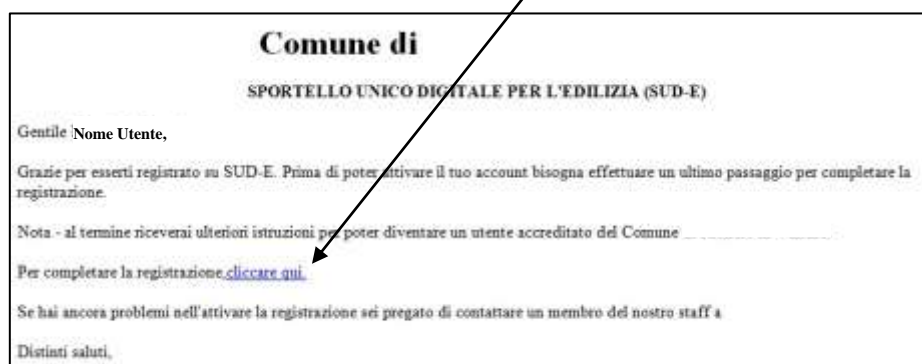 Comune di
SPORTELLO UNICO DIGITALE PER L'EDILIZIA (SUD-E)
Gentile Nome Utente,
Grazie per esserti registrato su SUD-E. Prima di poter attivare il tuo account bisogna effettuare un ultimo passaggio per completare la
registrazione.
Nota - al termine riceverai ulteriori istruzioni per poter diventare un utente accreditato del Comune
Per completare la registrazione,cliccare qui.
Se hai ancora problemi nell'attivare la registrazione sei pregato di contattare un membro del nostro staff a
Distinti saluti,